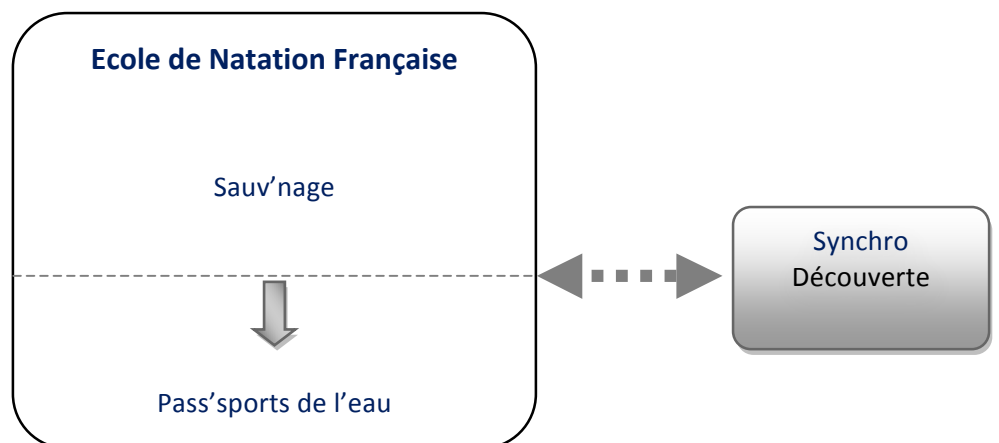 Ecole de Natation Française
Sauv’nage
Synchro
Découverte
Pass’sports de l’eau